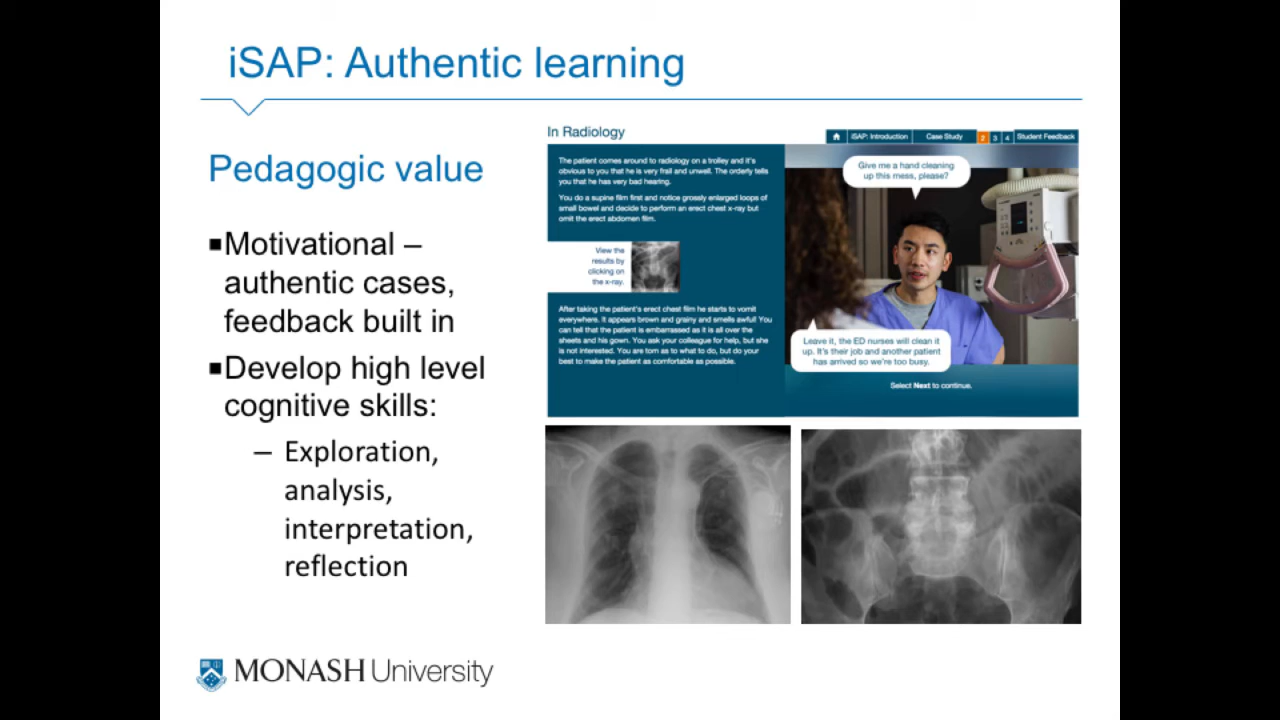 iSAP: Authentic learning
Pedagogic value
▪Motivational –
authentic cases,
feedback built in
▪Develop high level
cognitive skills:
– Exploration,
analysis,
interpretation,
reflection
In Radiology
iSAP: Introduction
Case Study
2
3
4
Student Feedback
The patient comes around to radiology on a trolley and it's
obvious to you that he is very frail and unwell. The orderly tells
you that he has very bad hearing.
You do a supine film first and notice grossly enlarged loops of
small bowel and decide to perform an erect chest x-ray but
omit the erect abdomen film.
View the
results by
clicking on
the x-ray.
After taking the patient's erect chest film he starts to vomit
everywhere. It appears brown and grainy and smells awful! You
can tell that the patient is embarrassed as it is all over the
sheets and his gown. You ask your colleague for help, but she
is not interested. You are torn as to what to do, but do your
best to make the patient as comfortable as possible.
Give me a hand cleaning
up this mess, please?
Leave it, the ED nurses will clean it
up. It's their job and another patient
has arrived so we're too busy.
Select Next to continue.
MONASH University